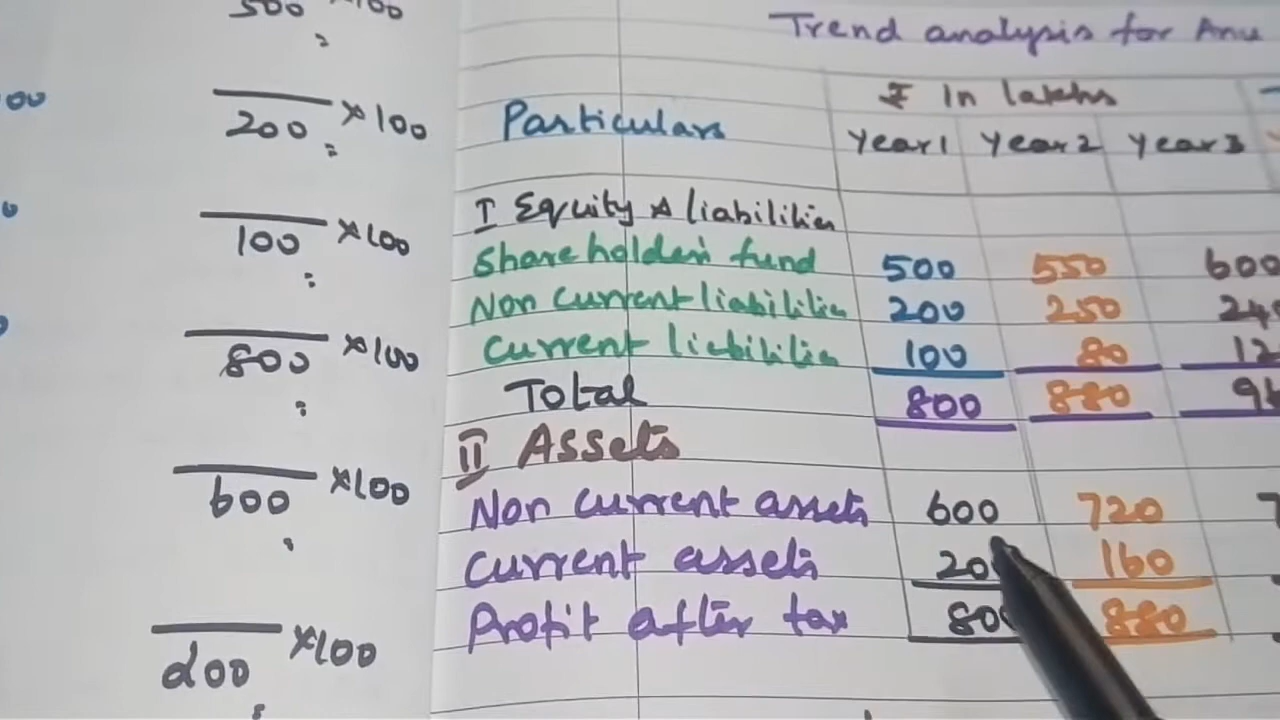 500 ×100
=
200 ×100
=
100 ×100
:
800 ×100
:
600 ×100
:
200 ×100
:
Trend analysis for Anu
Particulars
₹ In lakhs
Year1 Year2 Year3
I Equity & liabilities
Shareholders fund 500 550 600
Non Current liabilities 200 250
Current liabilities 100 80
Total 800 880
II Assets
Non Current assets 600 720
Current assets 160
Profit after tax 880